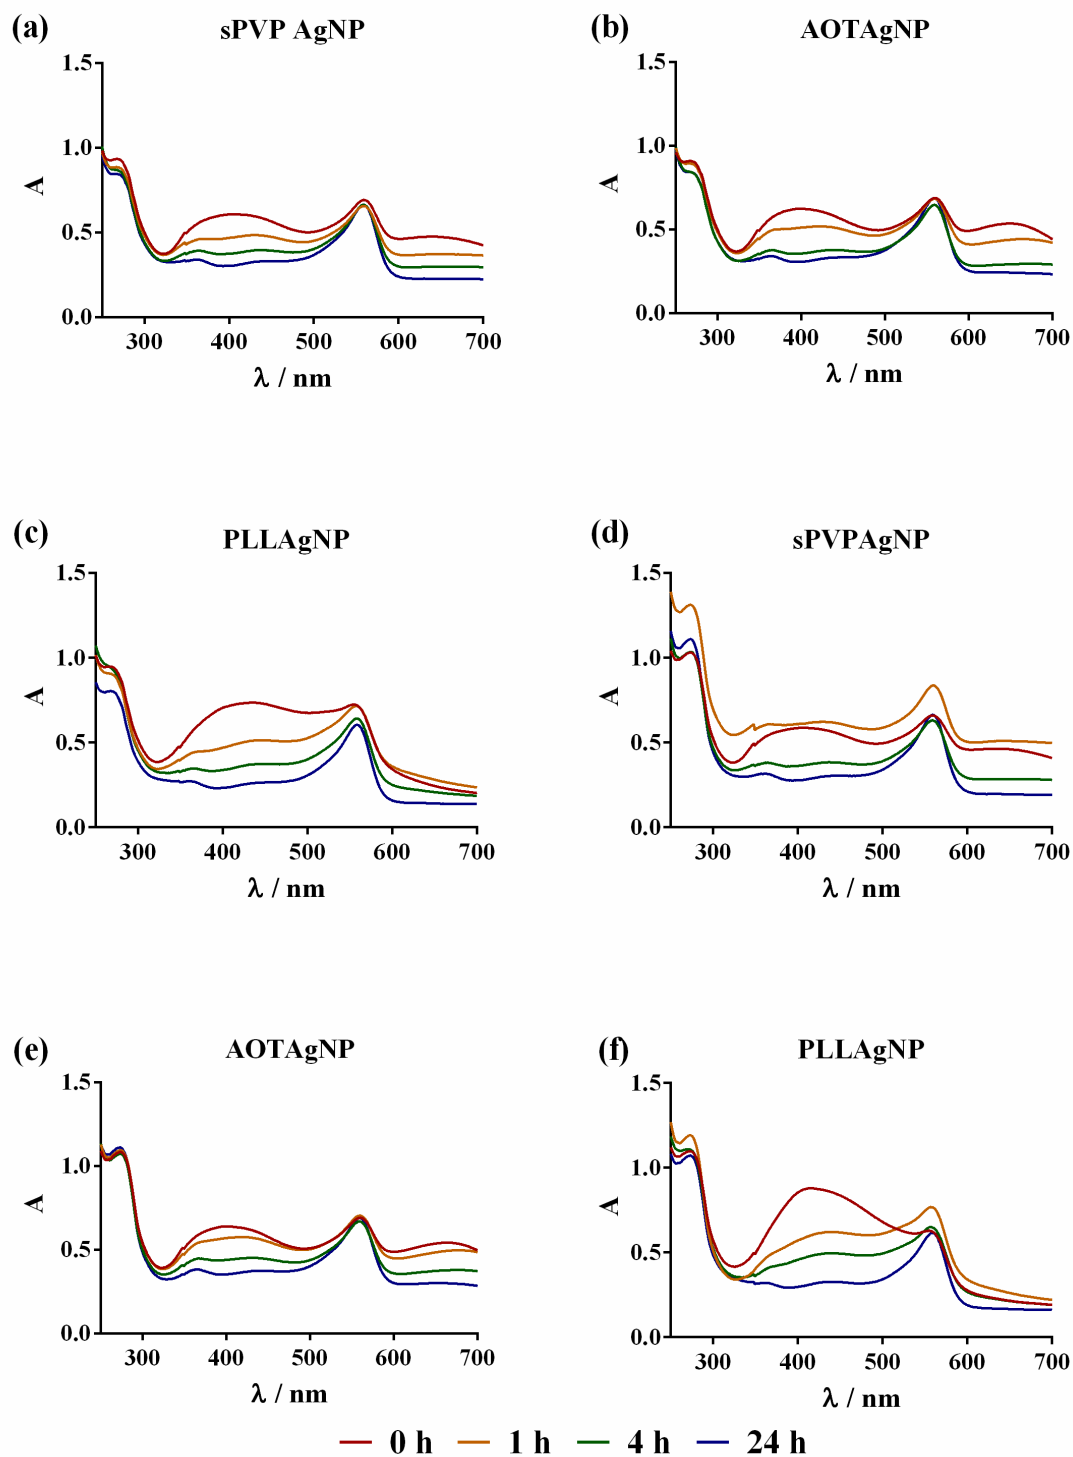 (a) sPVP AgNP
1.5
1.0
0.5
0.0
A
300 400 500 600 700
λ / nm
(b) AOTAgNP
1.5
1.0
0.5
0.0
A
300 400 500 600 700
λ / nm
(c) PLLAgNP
1.5
1.0
0.5
0.0
A
300 400 500 600 700
λ / nm
(d) sPVPAgNP
1.5
1.0
0.5
0.0
A
300 400 500 600 700
λ / nm
(e) AOTAgNP
1.5
1.0
0.5
0.0
A
300 400 500 600 700
λ / nm
(f) PLLAgNP
1.5
1.0
0.5
0.0
A
300 400 500 600 700
λ / nm
0 h 1 h 4 h 24 h